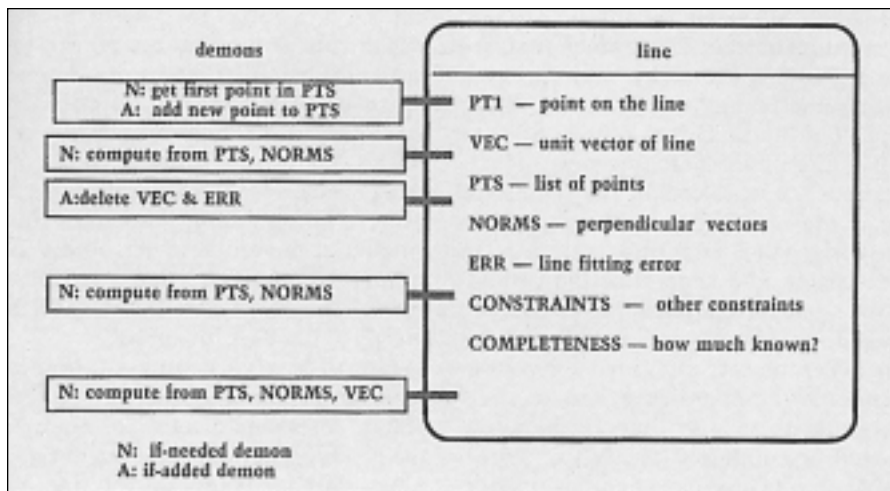 demons
N: get first point in PTS
A: add new point to PTS
N: compute from PTS, NORMS
A:delete VEC & ERR
N: compute from PTS, NORMS
N: compute from PTS, NORMS, VEC
N: if-needed demon
A: if-added demon
line
PT1 — point on the line
VEC — unit vector of line
PTS — list of points
NORMS — perpendicular vectors
ERR — line fitting error
CONSTRAINTS — other constraints
COMPLETENESS — how much known?